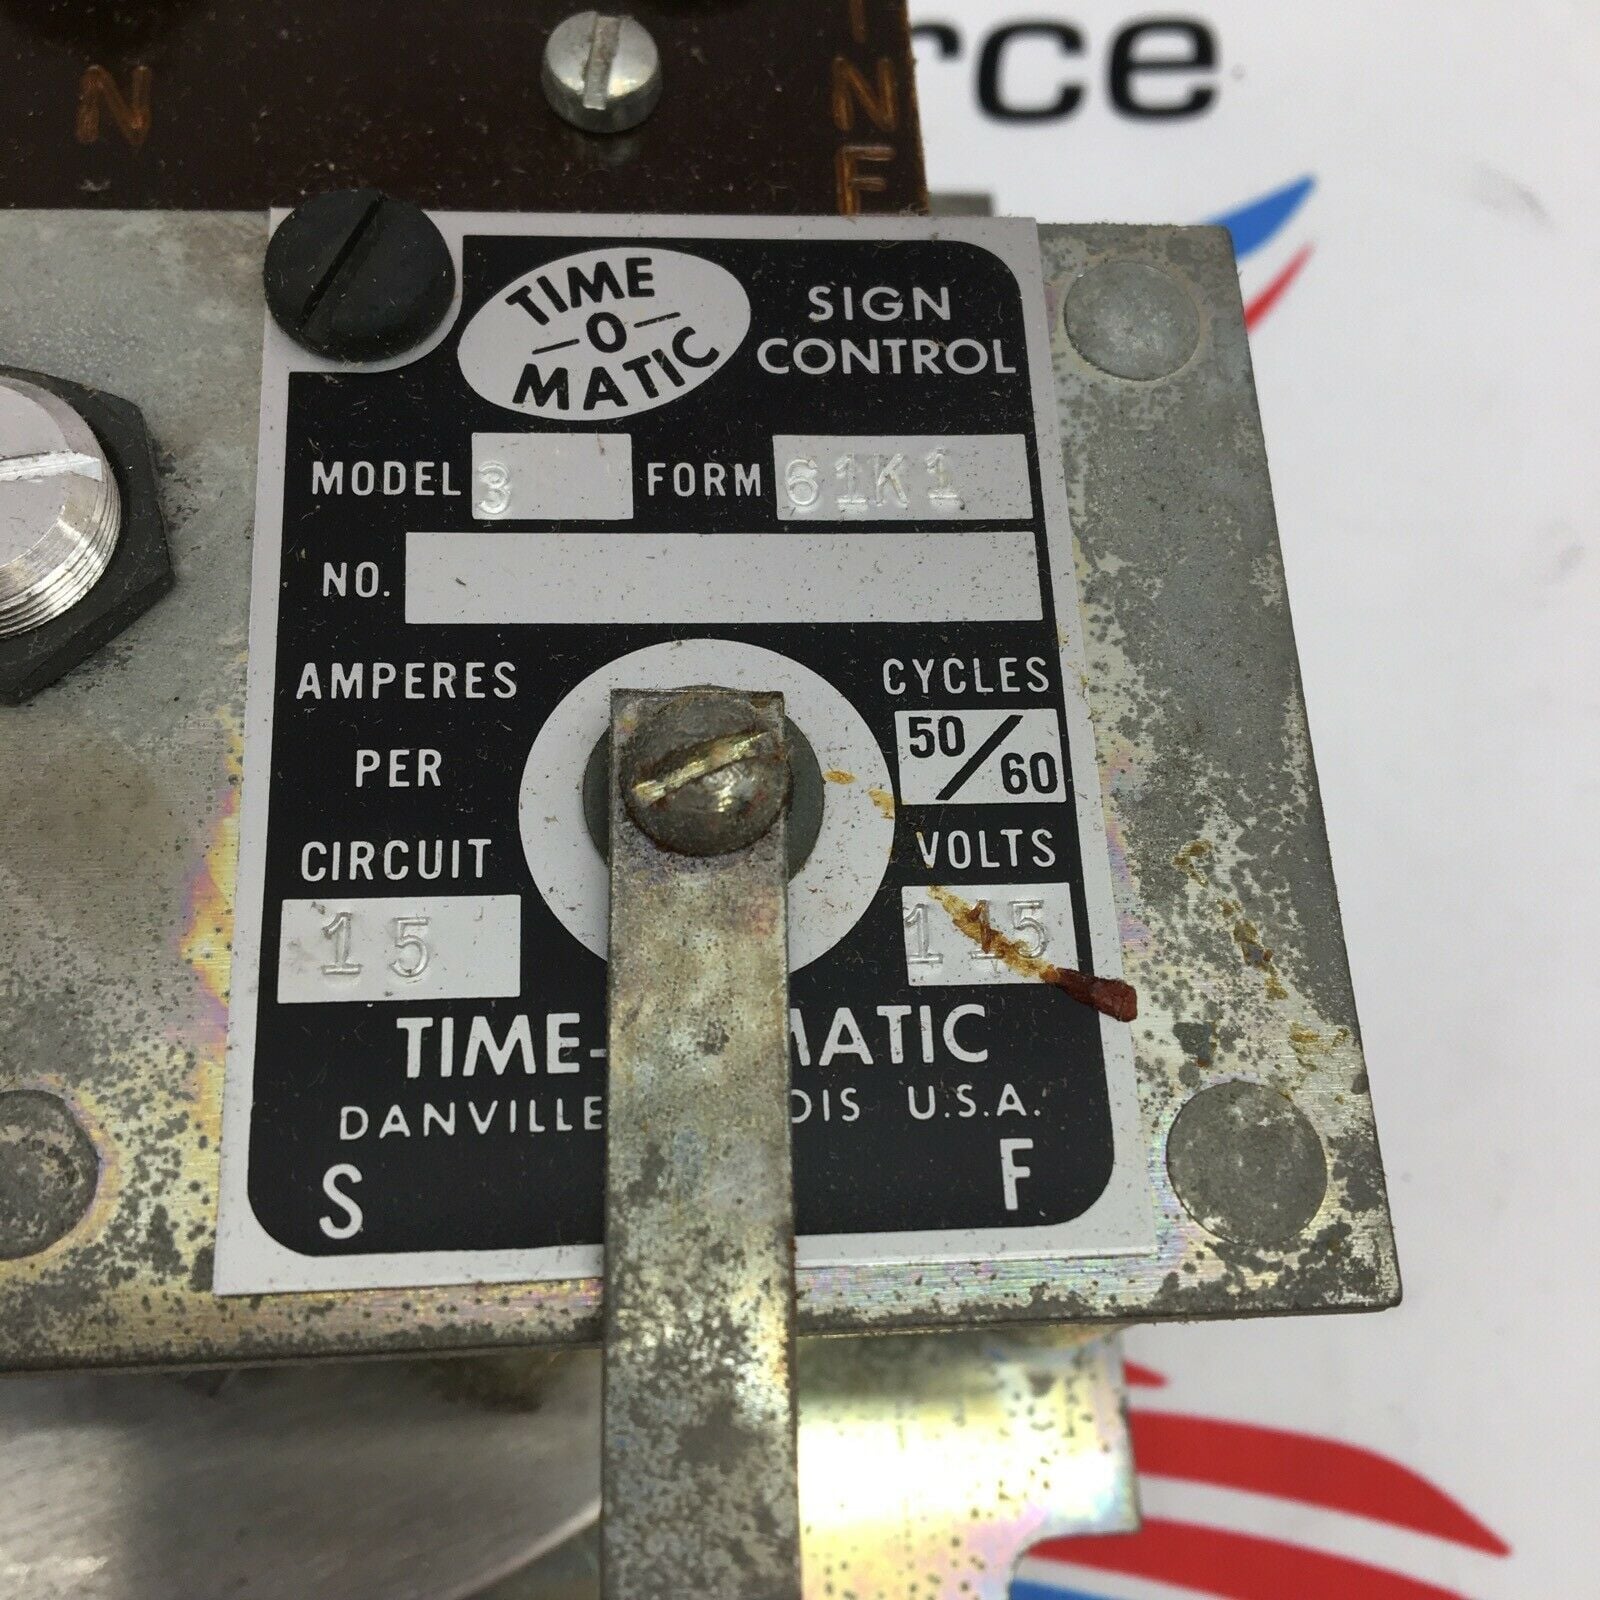 rce
N
I
N
F
TIME
-O-
MATIC
SIGN
CONTROL
MODEL 3 FORM 61K1
NO.
AMPERES
PER
CIRCUIT
15
CYCLES
50/60
VOLTS
115
TIME- MATIC
DANVILLE OIS U.S.A.
S F